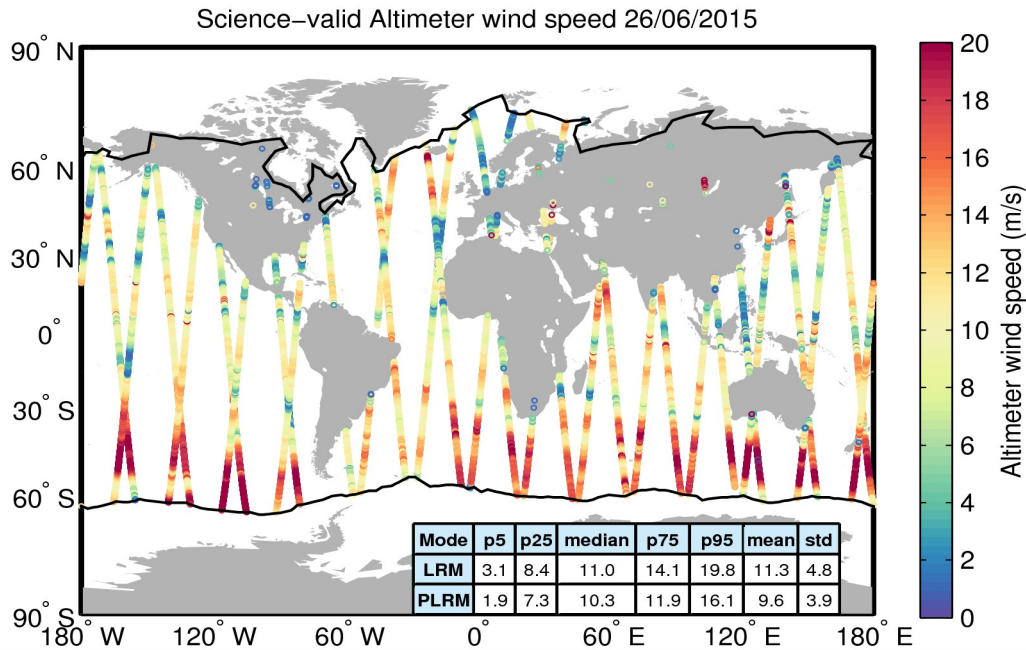 Science−valid Altimeter wind speed 26/06/2015
90° N
60° N
30° N
0°
30° S
60° S
90° S
180° W
120° W
60° W
0°
60° E
120° E
180° E
Mode p5 p25 median p75 p95 mean std
LRM 3.1 8.4 11.0 14.1 19.8 11.3 4.8
PLRM 1.9 7.3 10.3 11.9 16.1 9.6 3.9
20
18
16
14
12
10
8
6
4
2
0
Altimeter wind speed (m/s)